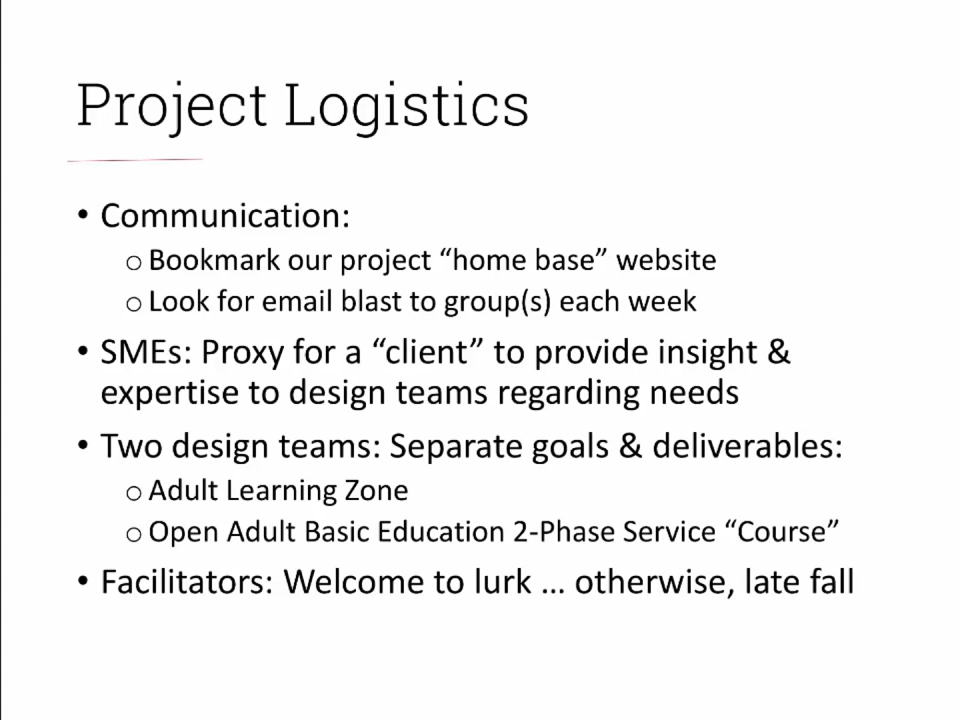 Project Logistics
• Communication:
o Bookmark our project “home base” website
o Look for email blast to group(s) each week
• SMEs: Proxy for a “client” to provide insight &
expertise to design teams regarding needs
• Two design teams: Separate goals & deliverables:
o Adult Learning Zone
o Open Adult Basic Education 2-Phase Service “Course”
• Facilitators: Welcome to lurk … otherwise, late fall